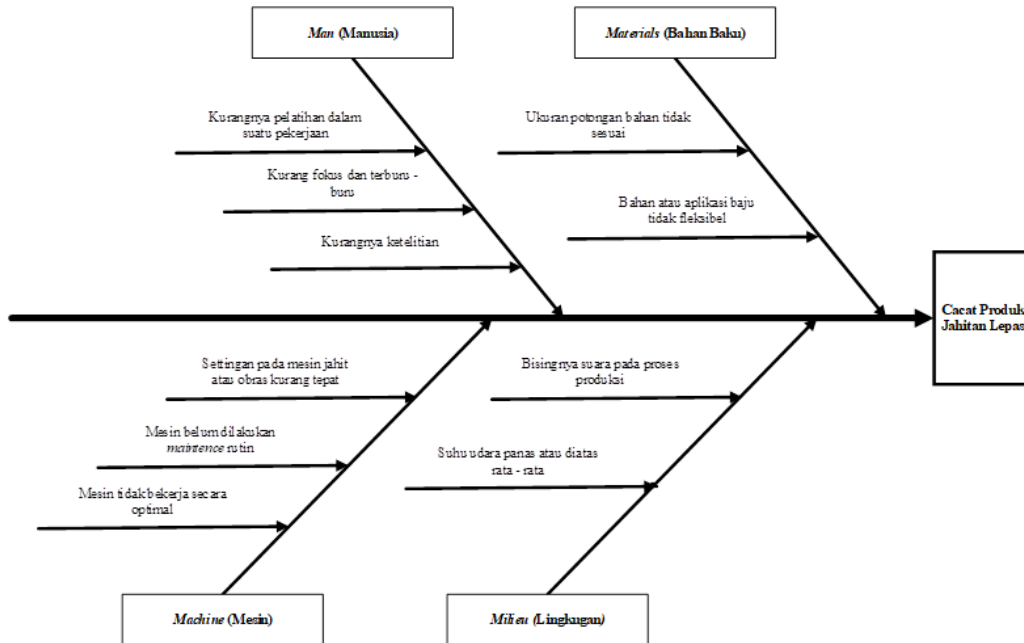 Man (Manusia)
Materials (Bahan Baku)
Kurangnya pelatihan dalam
suatu pekerjaan
Kurang fokus dan terburu -
buru
Kurangnya ketelitian
Ukuran potongan bahan tidak
sesuai
Bahan atau aplikasi baju
tidak fleksibel
Cacat Produk
Jahitan Lepas
Settingan pada mesin jahit
atau obras kurang tepat
Mesin belum dilakukan
maintence rutin
Mesin tidak bekerja secara
optimal
Bisingnya suara pada proses
produksi
Suhu udara panas atau diatas
rata - rata
Machine (Mesin)
Milieu (Lingkugan)